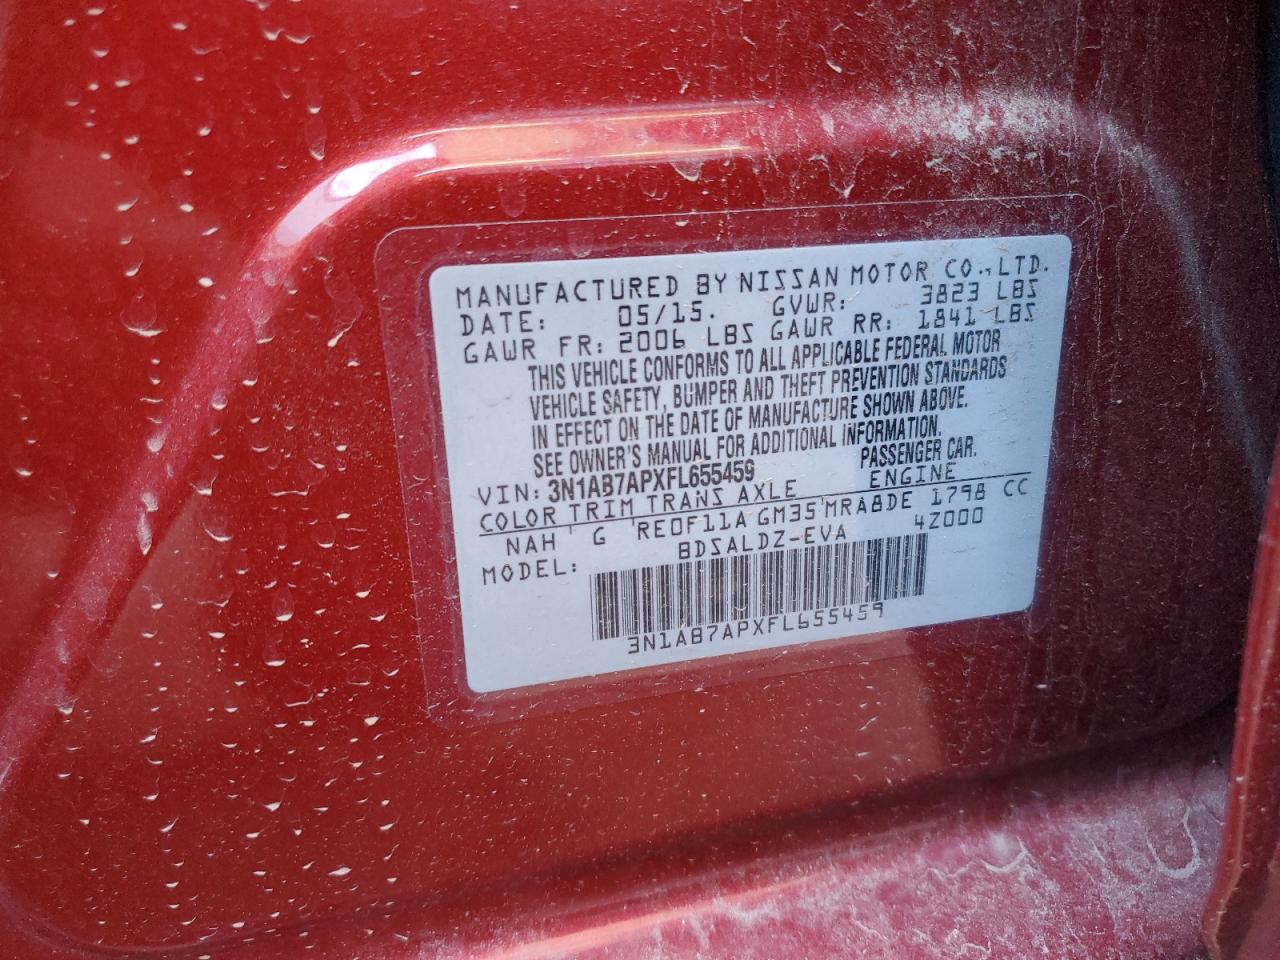 MANUFACTURED BY NISSAN MOTOR CO., LTD.
DATE: 05/15. GVWR: 3823 LBS
GAWR FR: 2006 LBS GAWR RR: 1841 LBS
THIS VEHICLE CONFORMS TO ALL APPLICABLE FEDERAL MOTOR
VEHICLE SAFETY, BUMPER AND THEFT PREVENTION STANDARDS
IN EFFECT ON THE DATE OF MANUFACTURE SHOWN ABOVE.
SEE OWNER'S MANUAL FOR ADDITIONAL INFORMATION.
VIN: 3N1AB7APXFL655459 PASSENGER CAR.
COLOR TRIM TRANS AXLE ENGINE
NAH G RE0F11A GM35 MRA8DE 1798 CC
MODEL: BDSALDZ-EVA 4Z000
3N1AB7APXFL655459